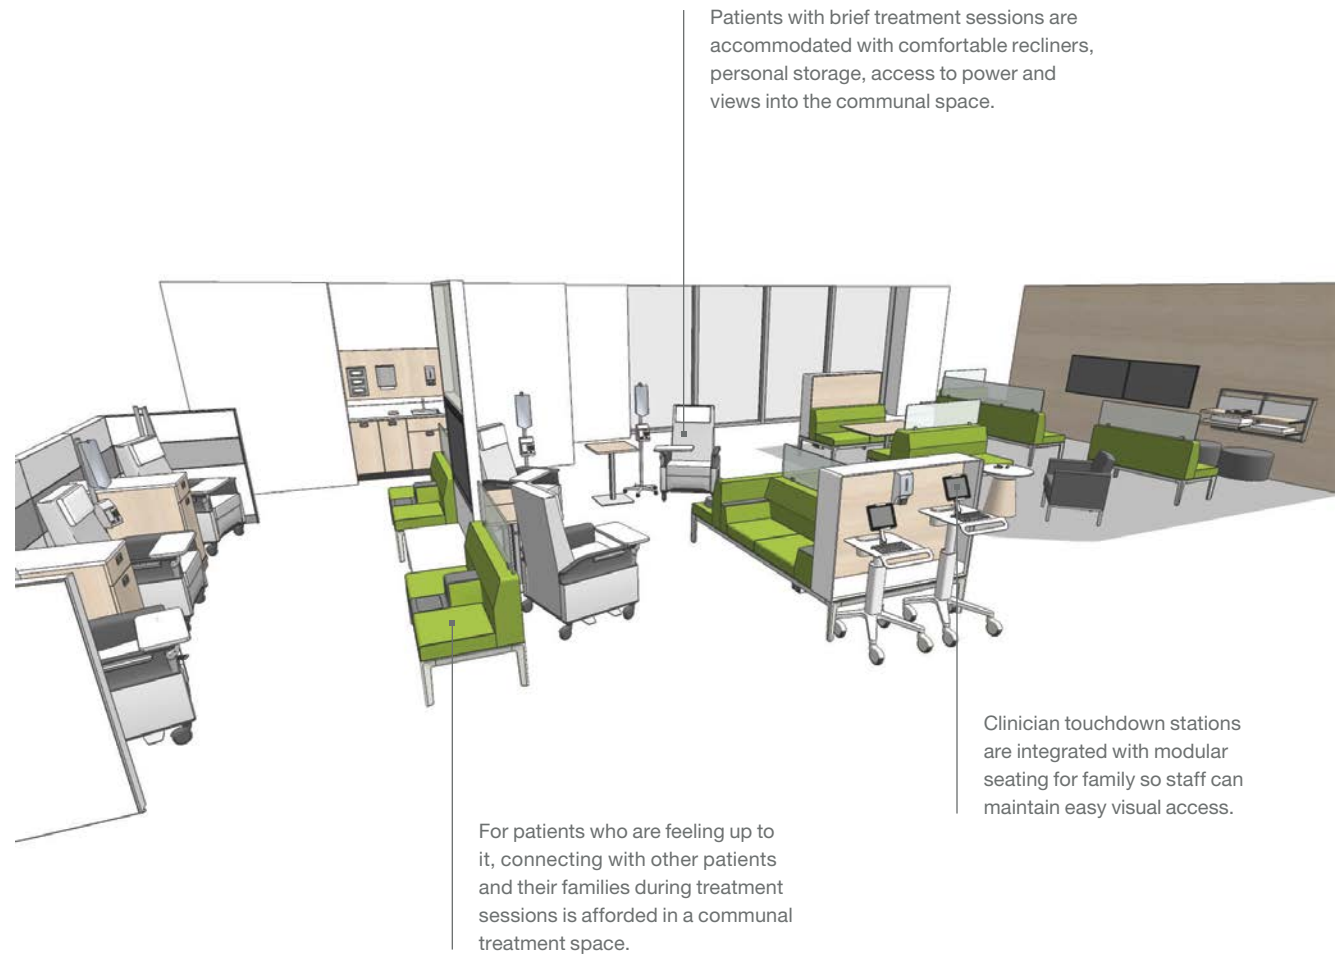 Patients with brief treatment sessions are
accommodated with comfortable recliners,
personal storage, access to power and
views into the communal space.
Clinician touchdown stations
are integrated with modular
seating for family so staff can
maintain easy visual access.
For patients who are feeling up to
it, connecting with other patients
and their families during treatment
sessions is afforded in a communal
treatment space.